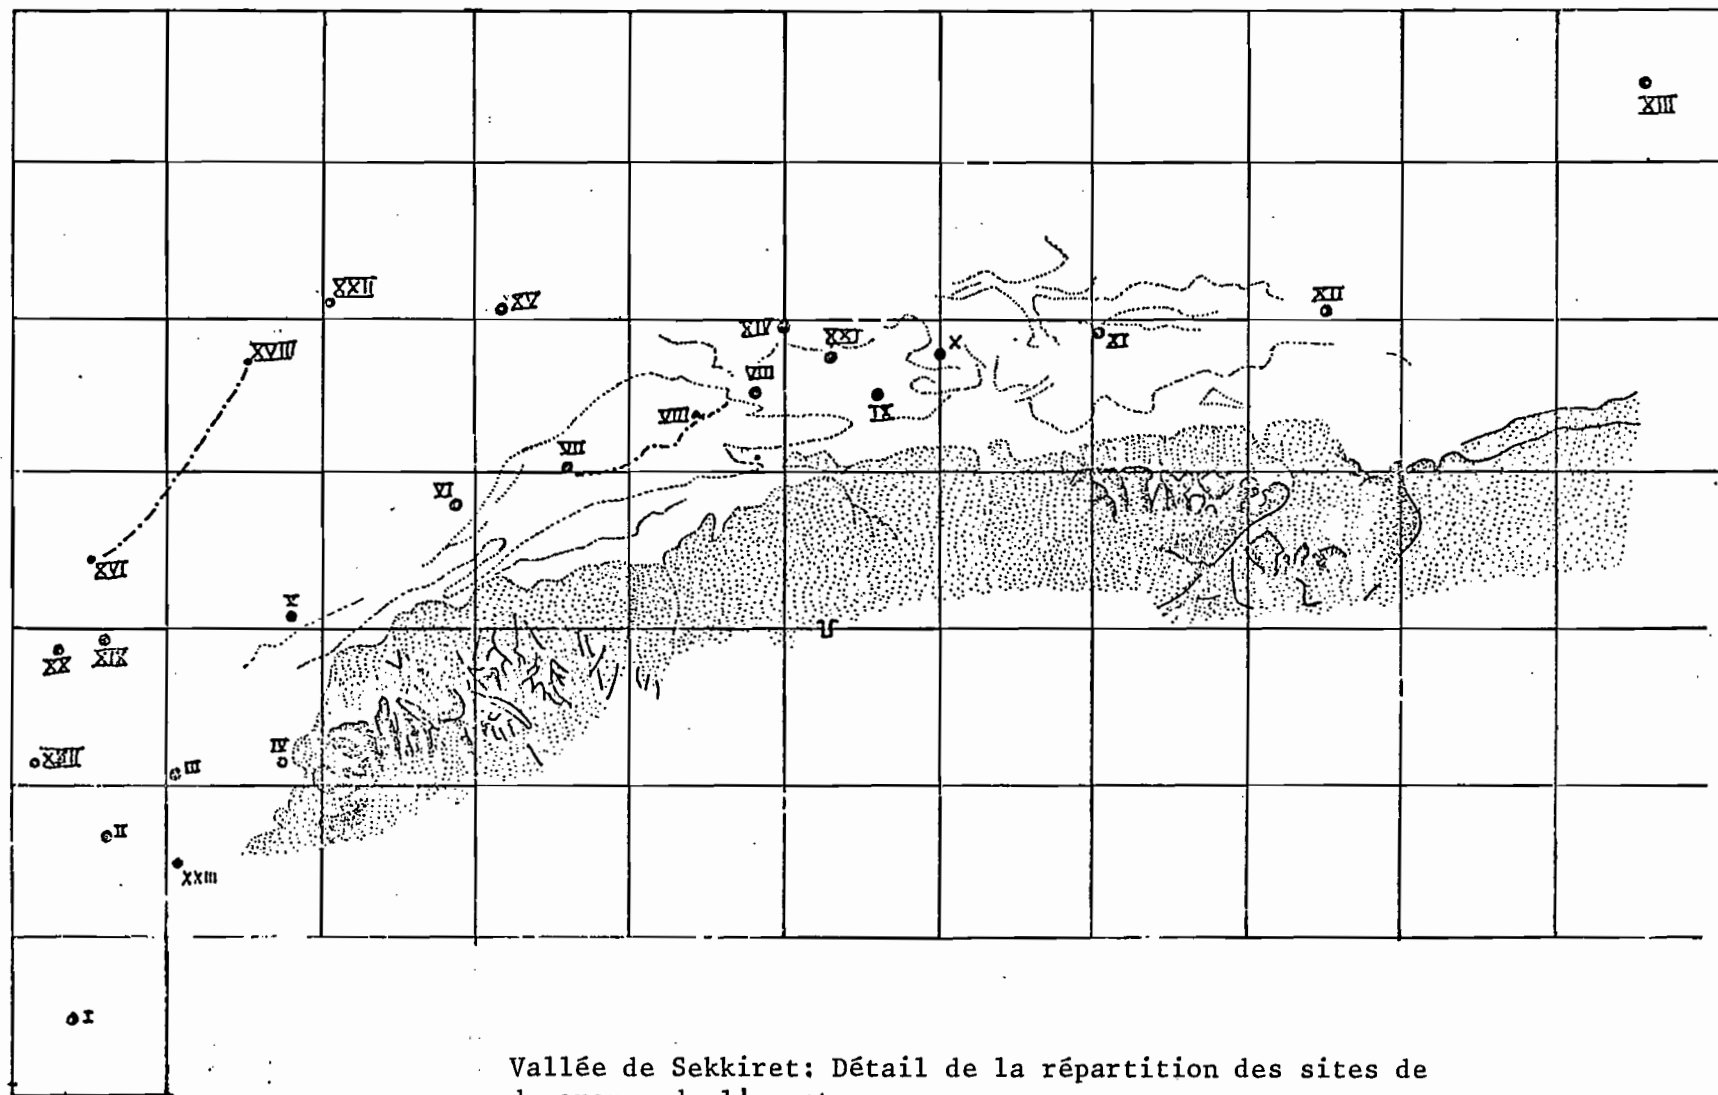 XIII
XXII
XV
XII
XIV
XXI
X
XI
XVII
VIII
VIII
IX
VII
VI
XVI
V
XX
XIX
IV
III
II
XXIII
I
Vallée de Sekkiret: Détail de la répartition des sites de